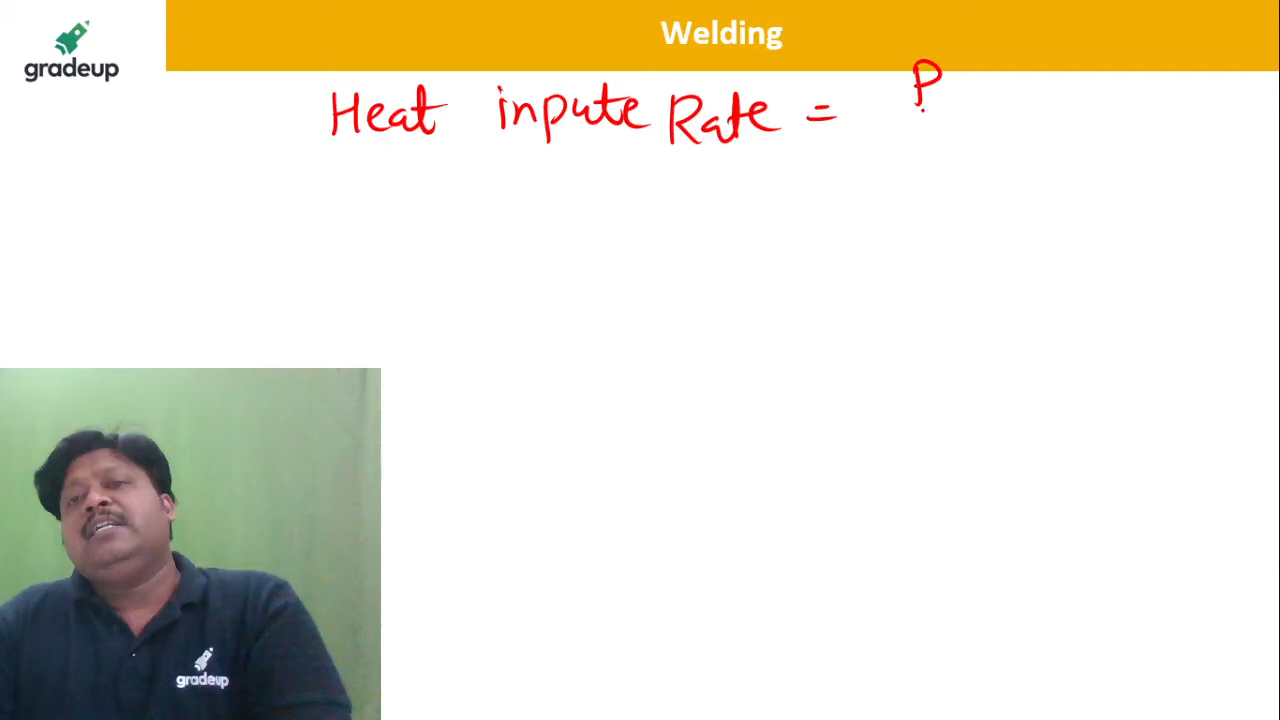 Welding
gradeup
Heat inpute Rate = P
gradeup